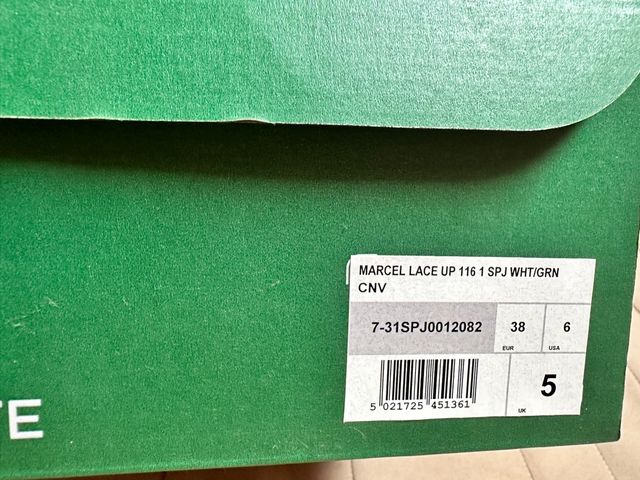 MARCEL LACE UP 116 1 SPJ WHT/GRN
CNV
7-31SPJ0012082
38
EUR
6
USA
5 021725 451361
5
UK
TE